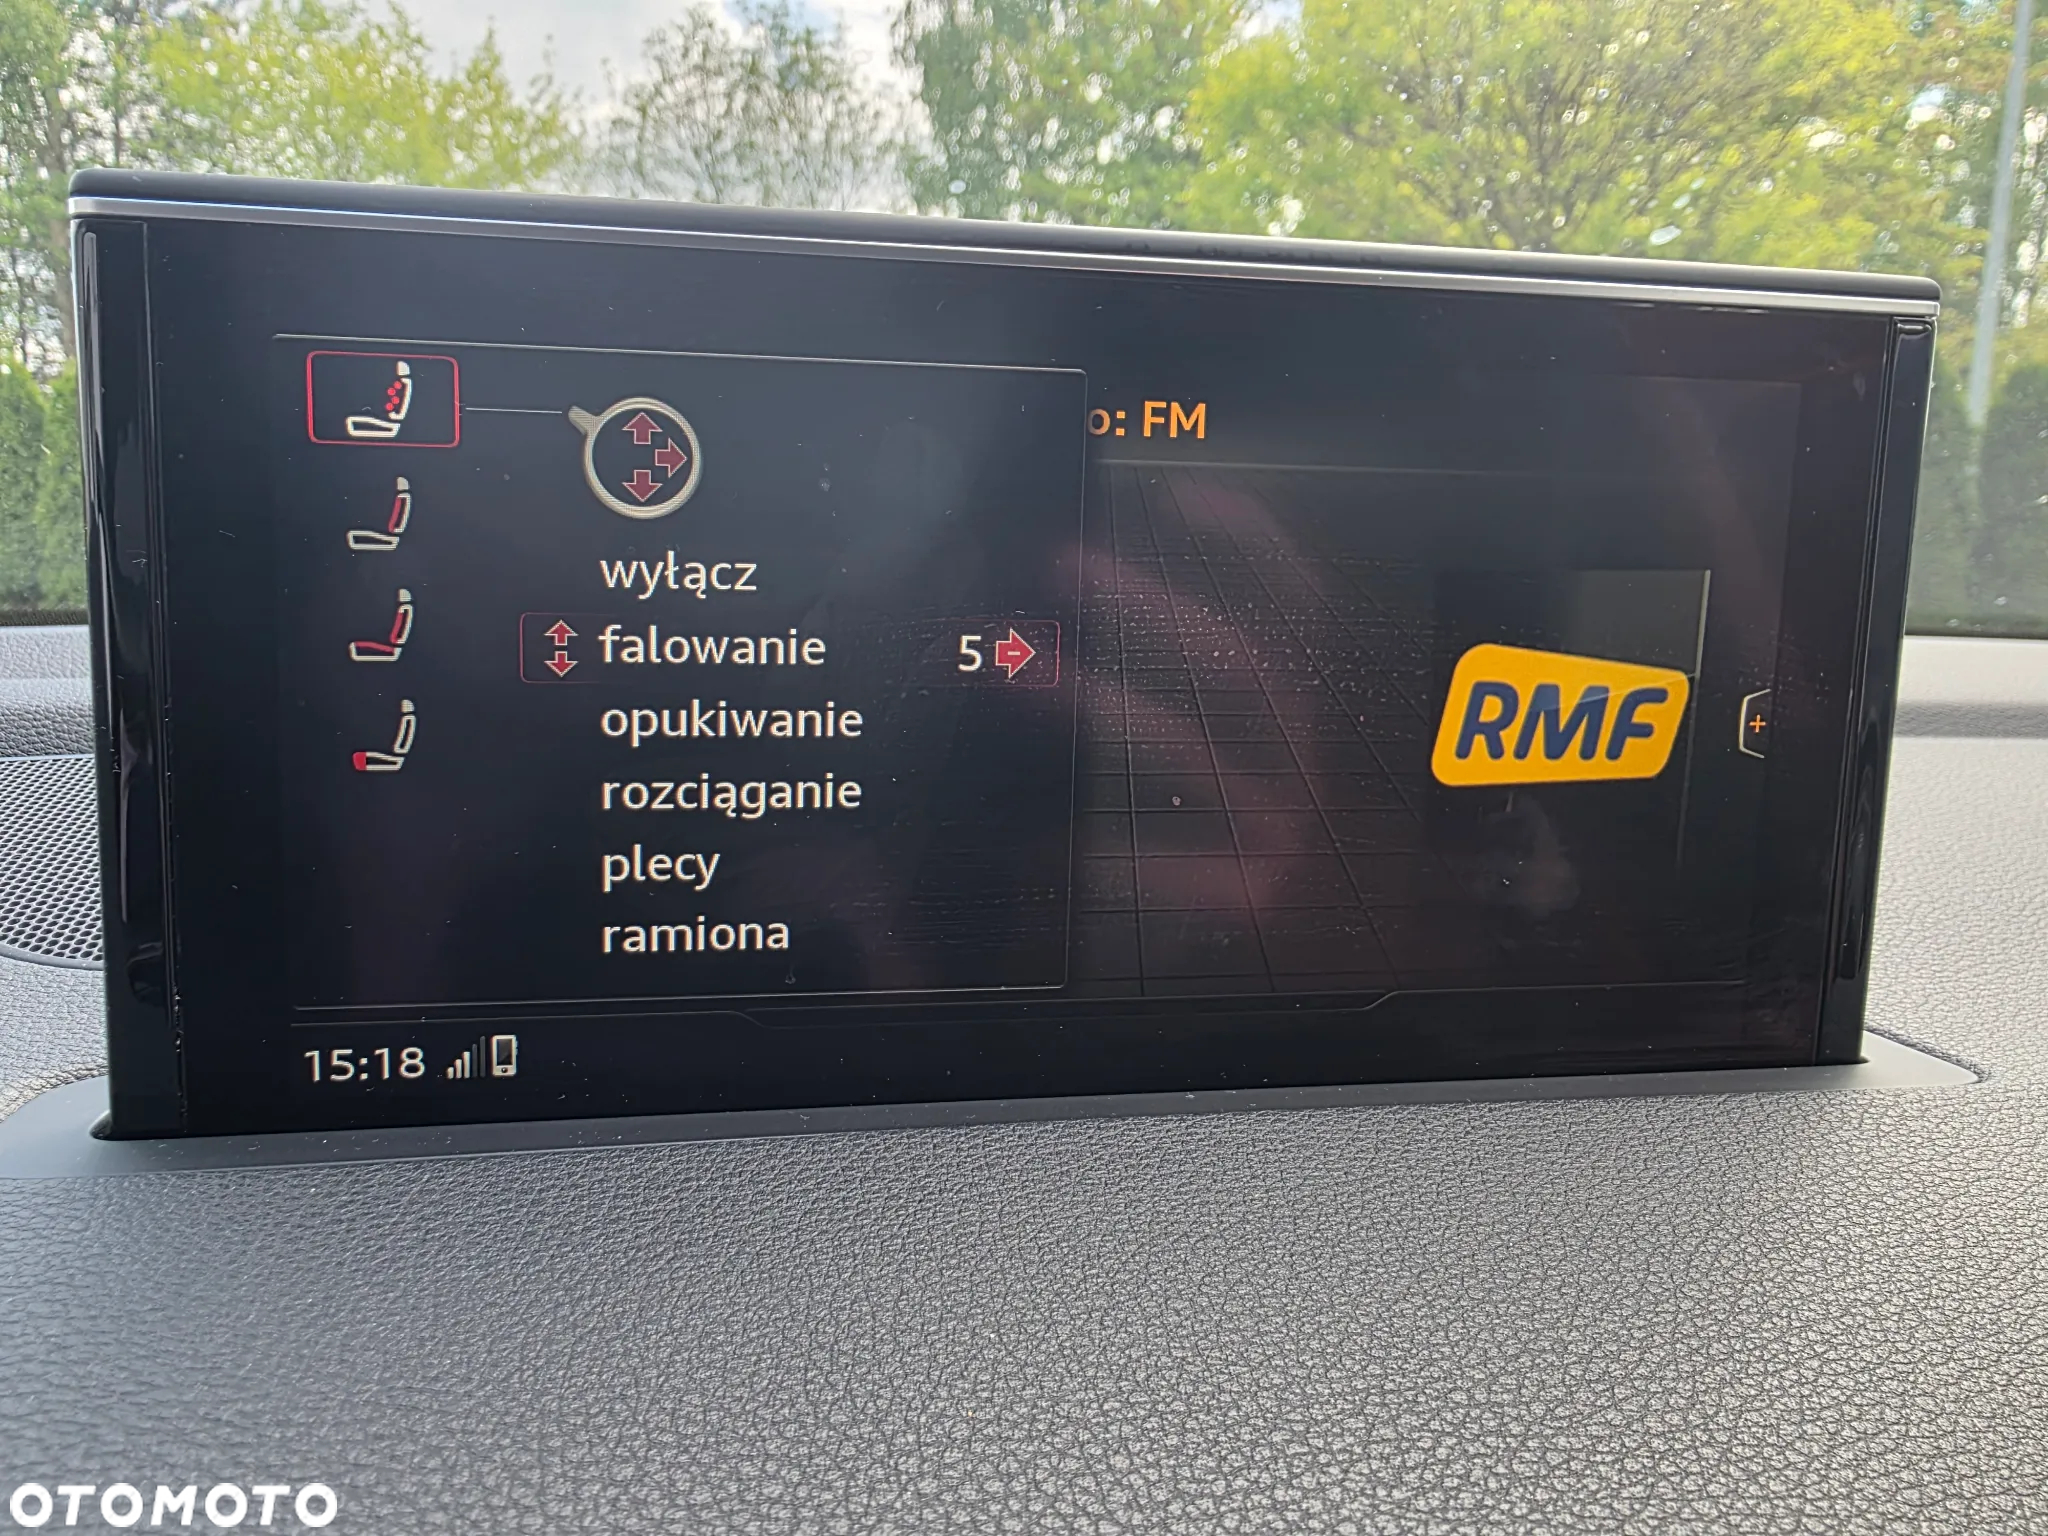 o: FM
wyłącz
falowanie 5
opukiwanie
rozciąganie
plecy
ramiona
RMF
15:18
OTOMOTO